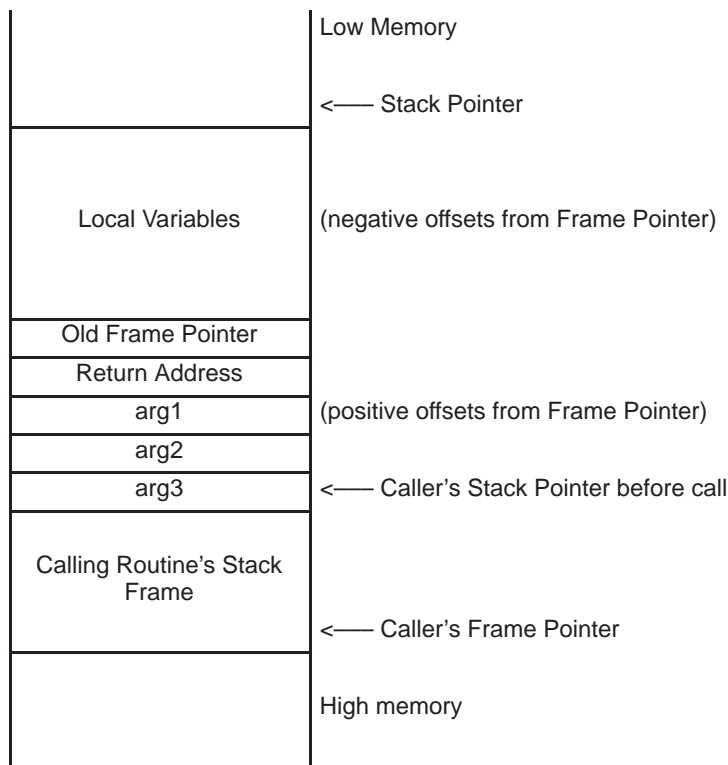 Low Memory
<–— Stack Pointer
Local Variables (negative offsets from Frame Pointer)
Old Frame Pointer
Return Address
arg1 (positive offsets from Frame Pointer)
arg2
arg3 <–— Caller's Stack Pointer before call
Calling Routine's Stack
Frame
<–— Caller's Frame Pointer
High memory